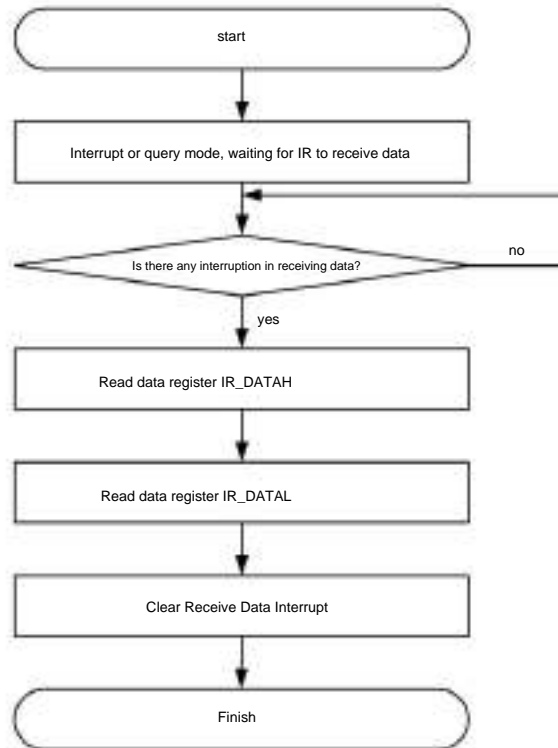 start
Interrupt or query mode, waiting for IR to receive data
Is there any interruption in receiving data?
no
yes
Read data register IR_DATAH
Read data register IR_DATAL
Clear Receive Data Interrupt
Finish